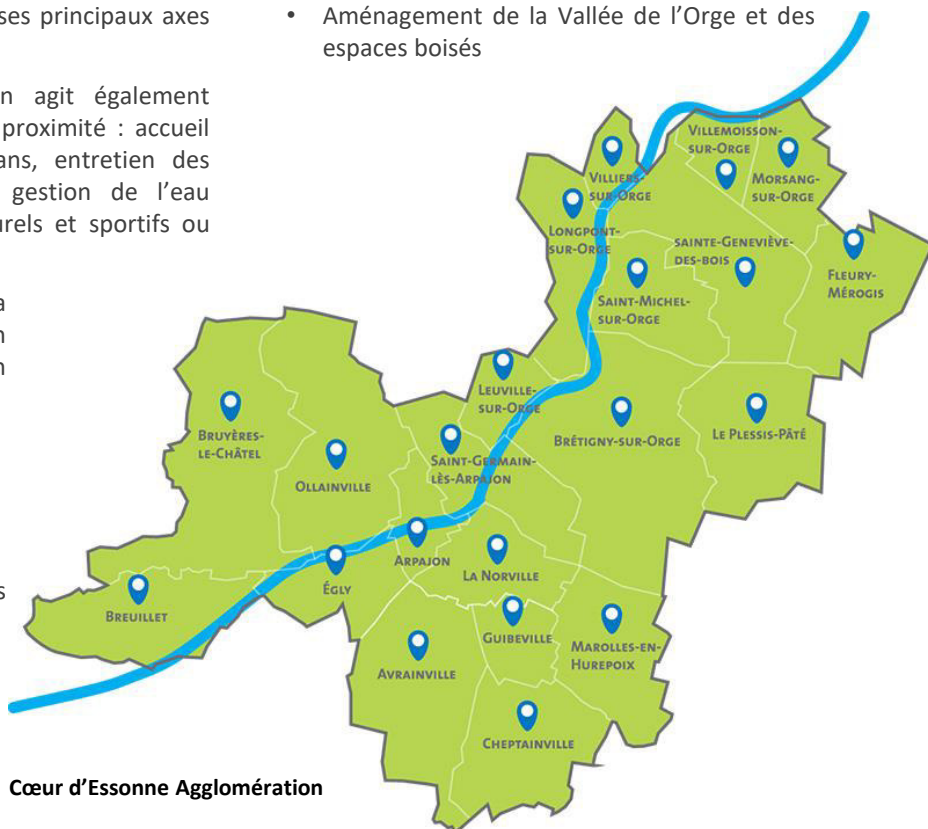 ses principaux axes
n agit également
proximité : accueil
ans, entretien des
gestion de l'eau
urels et sportifs ou
a
n
n
s
• Aménagement de la Vallée de l'Orge et des
espaces boisés
VILLEMOISSON-
SUR-ORGE
VILLIERS-
SUR-ORGE
MORSANG-
SUR-ORGE
LONGPONT-
SUR-ORGE
SAINTE-GENEVIÈVE-
DES-BOIS
FLEURY-
MÉROGIS
SAINT-MICHEL-
SUR-ORGE
LEUVILLE-
SUR-ORGE
BRUYÈRES-
LE-CHÂTEL
BRÉTIGNY-SUR-ORGE
LE PLESSIS-PÂTÉ
SAINT-GERMAIN-
LÈS-ARPAJON
OLLAINVILLE
ARPAJON
LA NORVILLE
ÉGLY
BREUILLET
GUIBEVILLE
MAROLLES-EN-
HUREPOIX
AVRAINVILLE
CHEPTAINVILLE
Cœur d'Essonne Agglomération